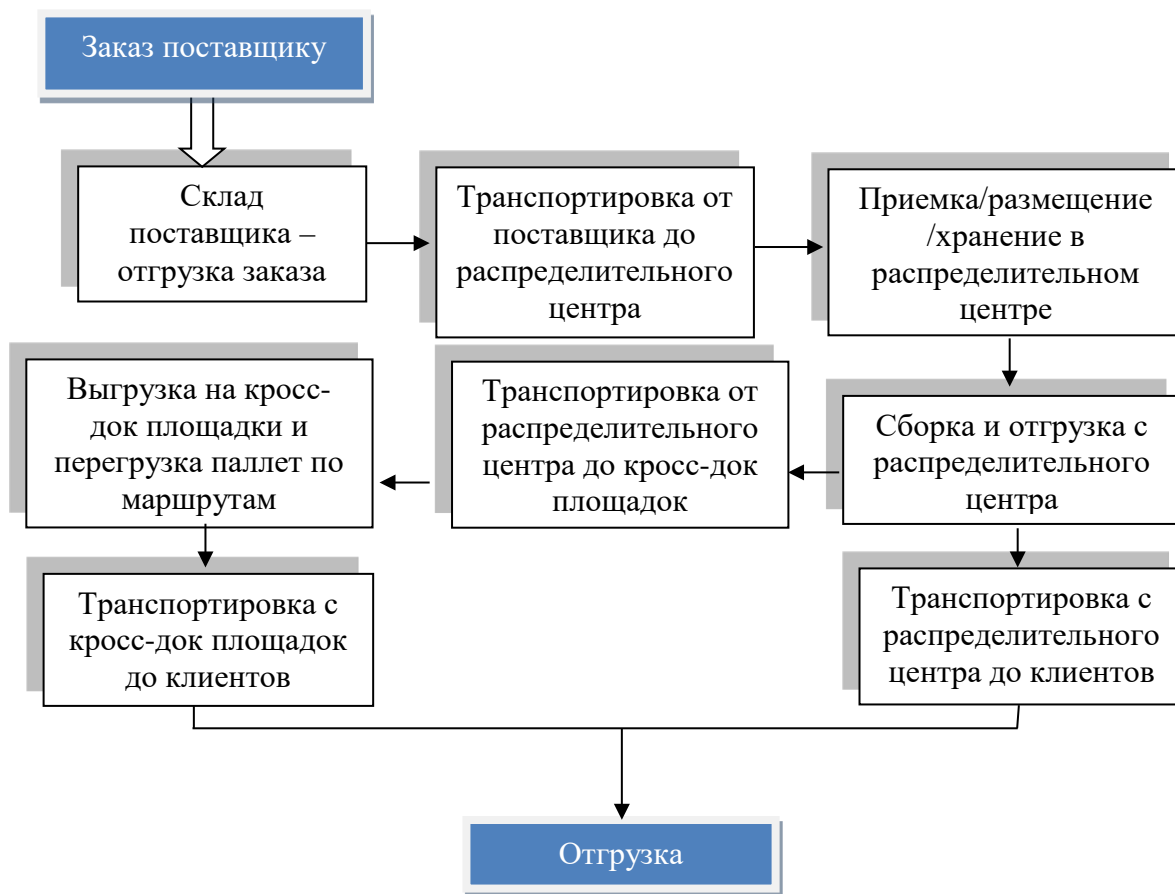 Заказ поставщику
Склад
поставщика –
отгрузка заказа
Транспортировка от
поставщика до
распределительного
центра
Приемка/размещение
/хранение в
распределительном
центре
Выгрузка на кросс-
док площадки и
перегрузка паллет по
маршрутам
Транспортировка от
распределительного
центра до кросс-док
площадок
Сборка и отгрузка с
распределительного
центра
Транспортировка с
кросс-док площадок
до клиентов
Транспортировка с
распределительного
центра до клиентов
Отгрузка